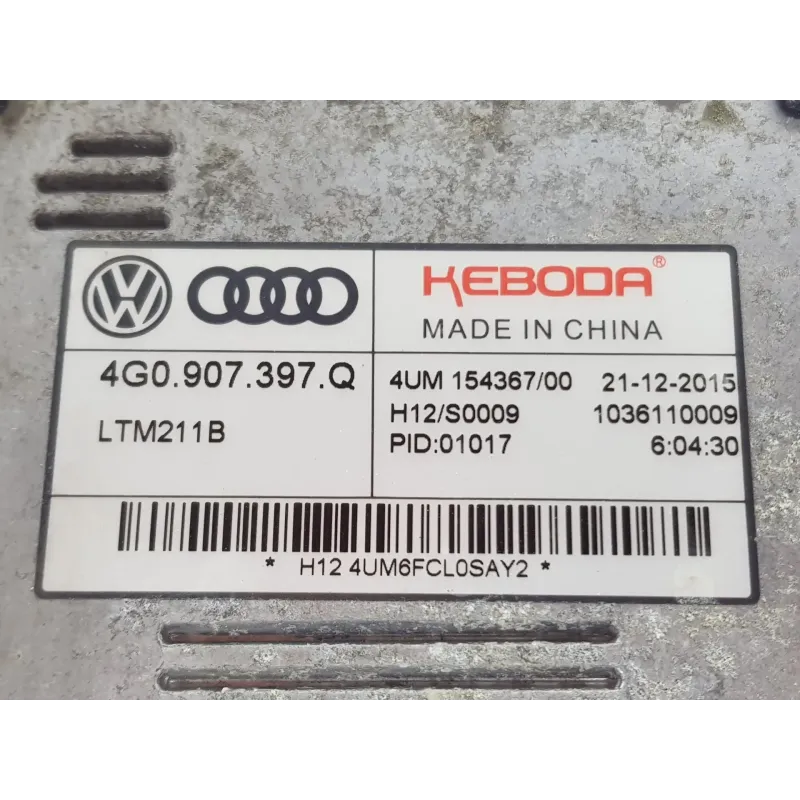 KEBODA®
MADE IN CHINA
4G0.907.397.Q
LTM211B
4UM 154367/00 21-12-2015
H12/S0009 1036110009
PID:01017 6:04:30
* H12 4UM6FCL0SAY2 *